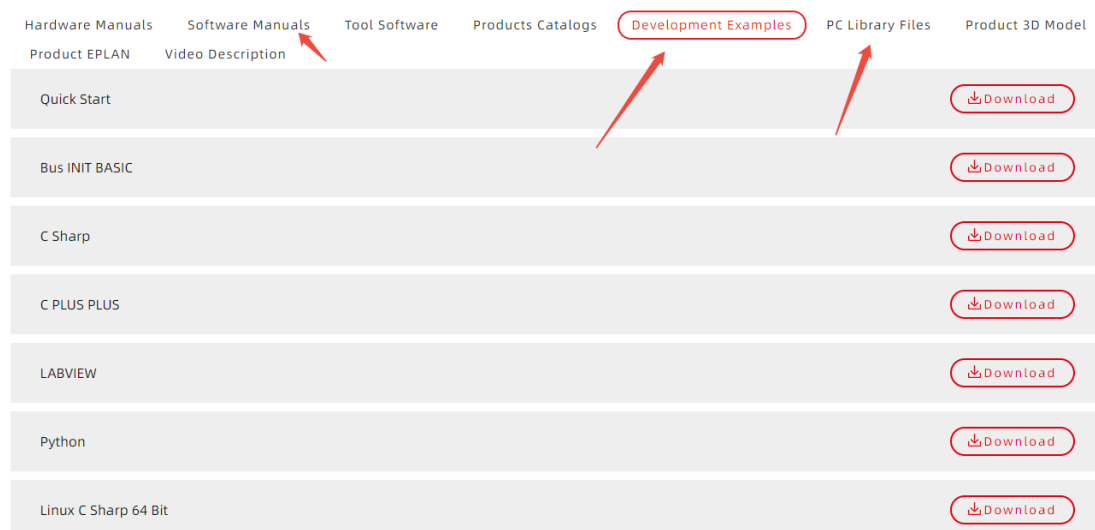 Hardware Manuals Software Manuals Tool Software Products Catalogs Development Examples PC Library Files Product 3D Model
Product EPLAN Video Description
Quick Start Download
Bus INIT BASIC Download
C Sharp Download
C PLUS PLUS Download
LABVIEW Download
Python Download
Linux C Sharp 64 Bit Download